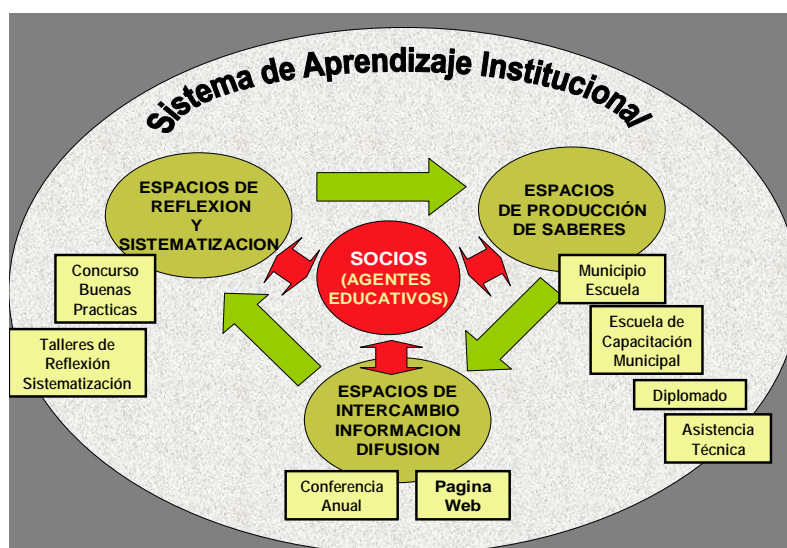 Sistema de Aprendizaje Institucional
ESPACIOS DE
REFLEXION
Y
SISTEMATIZACION
Concurso
Buenas
Practicas
Talleres de
Reflexión
Sistematización
SOCIOS
(AGENTES
EDUCATIVOS)
ESPACIOS
DE PRODUCCIÓN
DE SABERES
Municipio
Escuela
Escuela de
Capacitación
Municipal
Diplomado
Asistencia
Técnica
ESPACIOS DE
INTERCAMBIO
INFORMACION
DIFUSION
Conferencia
Anual
Pagina
Web